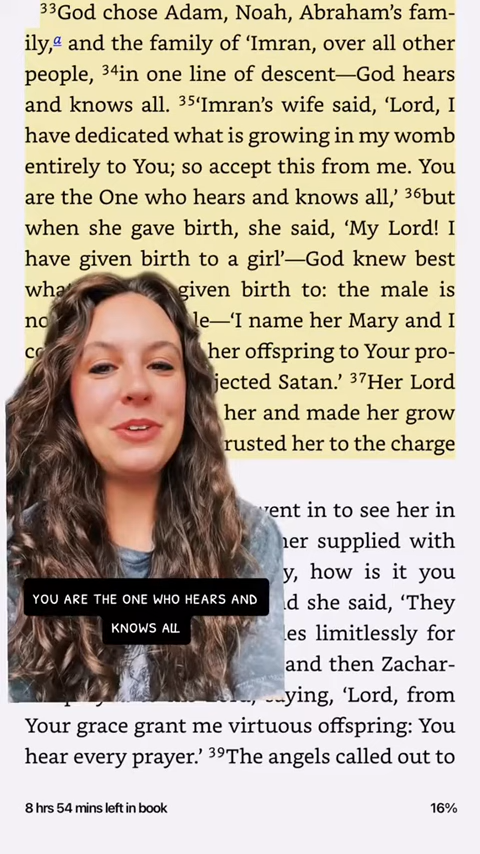 ³³God chose Adam, Noah, Abraham’s fam-
ily,ᵃ and the family of ‘Imran, over all other
people, ³⁴in one line of descent—God hears
and knows all. ³⁵‘Imran’s wife said, ‘Lord, I
have dedicated what is growing in my womb
entirely to You; so accept this from me. You
are the One who hears and knows all,’ ³⁶but
when she gave birth, she said, ‘My Lord! I
have given birth to a girl’—God knew best
given birth to: the male is
‘I name her Mary and I
her offspring to Your pro-
Satan.’ ³⁷Her Lord
her and made her grow
her to the charge
in to see her in
supplied with
how is it you
she said, ‘They
limitlessly for
YOU ARE THE ONE WHO HEARS AND
KNOWS ALL
and then Zachar-
saying, ‘Lord, from
Your grace grant me virtuous offspring: You
hear every prayer.’ ³⁹The angels called out to
8 hrs 54 mins left in book
16%